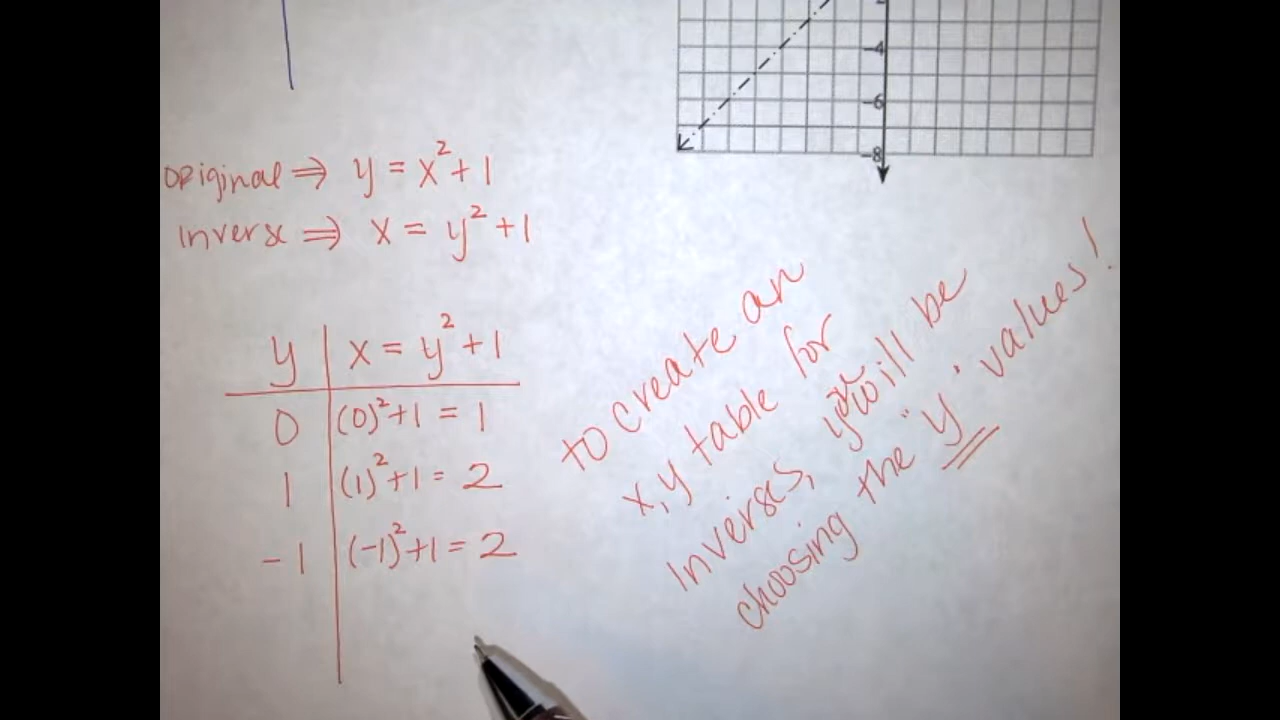 -4
-6
-8
original ⇒ y = x² + 1
inverse ⇒ x = y² + 1
y | x = y² + 1
0 | (0)² + 1 = 1
1 | (1)² + 1 = 2
-1 | (-1)² + 1 = 2
to create an
x, y table for
inverses, you will be
choosing the "y" values!